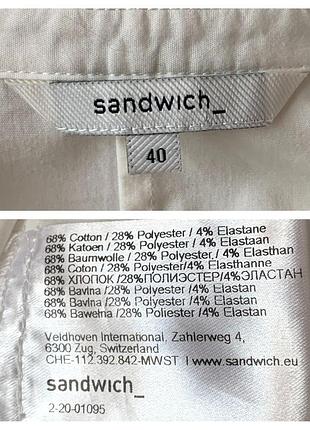 sandwich_
40
68% Cotton / 28% Polyester / 4% Elastane
68% Katoen / 28% Polyester / 4% Elastaan
68% Baumwolle / 28% Polyester / 4% Elasthan
68% Coton / 28% Polyester / 4% Elasthanne
68% ХЛОПОК /28%ПОЛИЭСТЕР/4%ЭЛАСТАН
68% Bavlna / 28% Polyester / 4% Elastan
68% Bavlna / 28% Polyester / 4% Elastan
68% Bawełna / 28% Poliester / 4% Elastan
Veldhoven International, Zahlerweg 4,
6300 Zug, Switzerland
CHE-112.392.842-MWST | www.sandwich.eu
sandwich_
2-20-01095